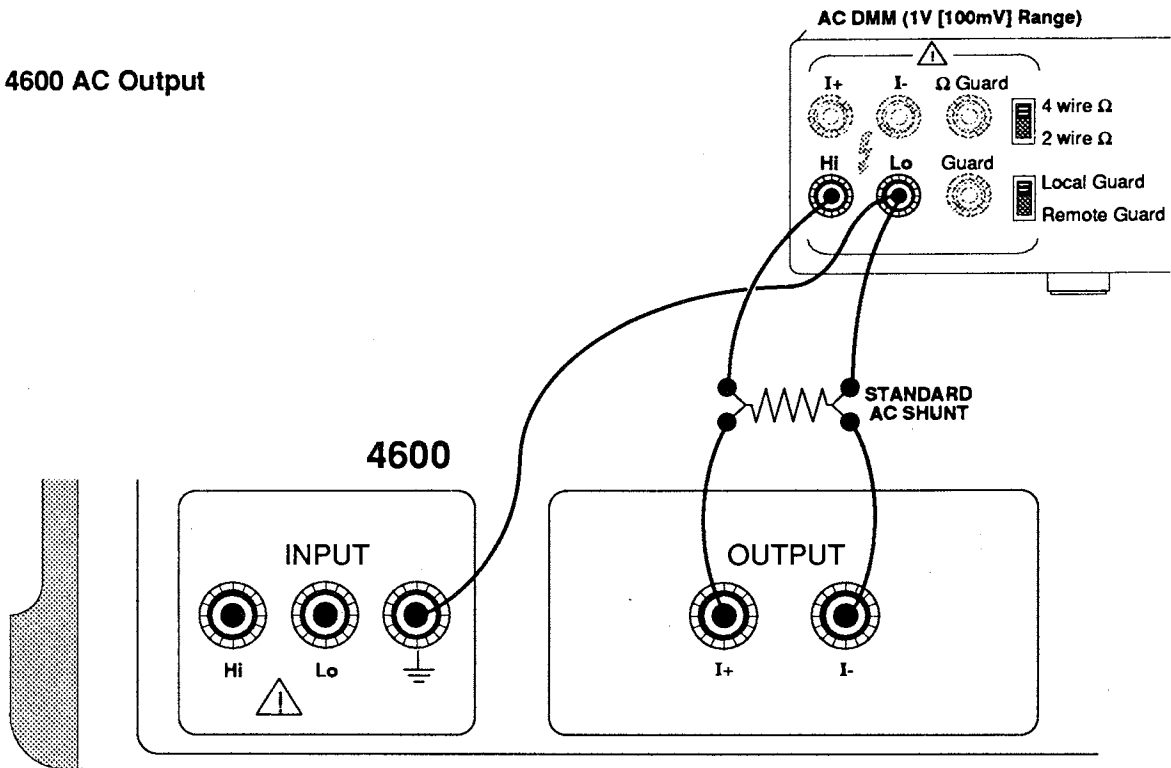 AC DMM (1V [100mV] Range)
4600 AC Output
I+ I- Ω Guard
4 wire Ω
2 wire Ω
Hi Lo Guard
Local Guard
Remote Guard
STANDARD
AC SHUNT
4600
INPUT
OUTPUT
Hi Lo
I+ I-